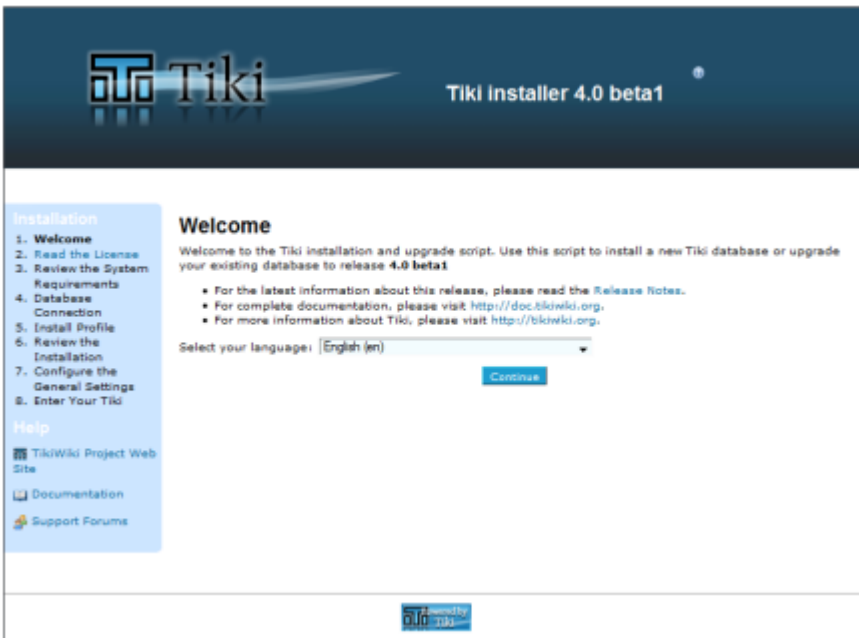 Tiki
Tiki installer 4.0 beta1
Installation
1. Welcome
2. Read the License
3. Review the System
Requirements
4. Database
Connection
5. Install Profile
6. Review the
Installation
7. Configure the
General Settings
8. Enter Your Tiki
Help
TikiWiki Project Web
Site
Documentation
Support Forums
Welcome
Welcome to the Tiki installation and upgrade script. Use this script to install a new Tiki database or upgrade
your existing database to release 4.0 beta1
• For the latest information about this release, please read the Release Notes.
• For complete documentation, please visit http://doc.tikiwiki.org.
• For more information about Tiki, please visit http://tikiwiki.org.
Select your language: English (en)
Continue
Powered by
Tiki